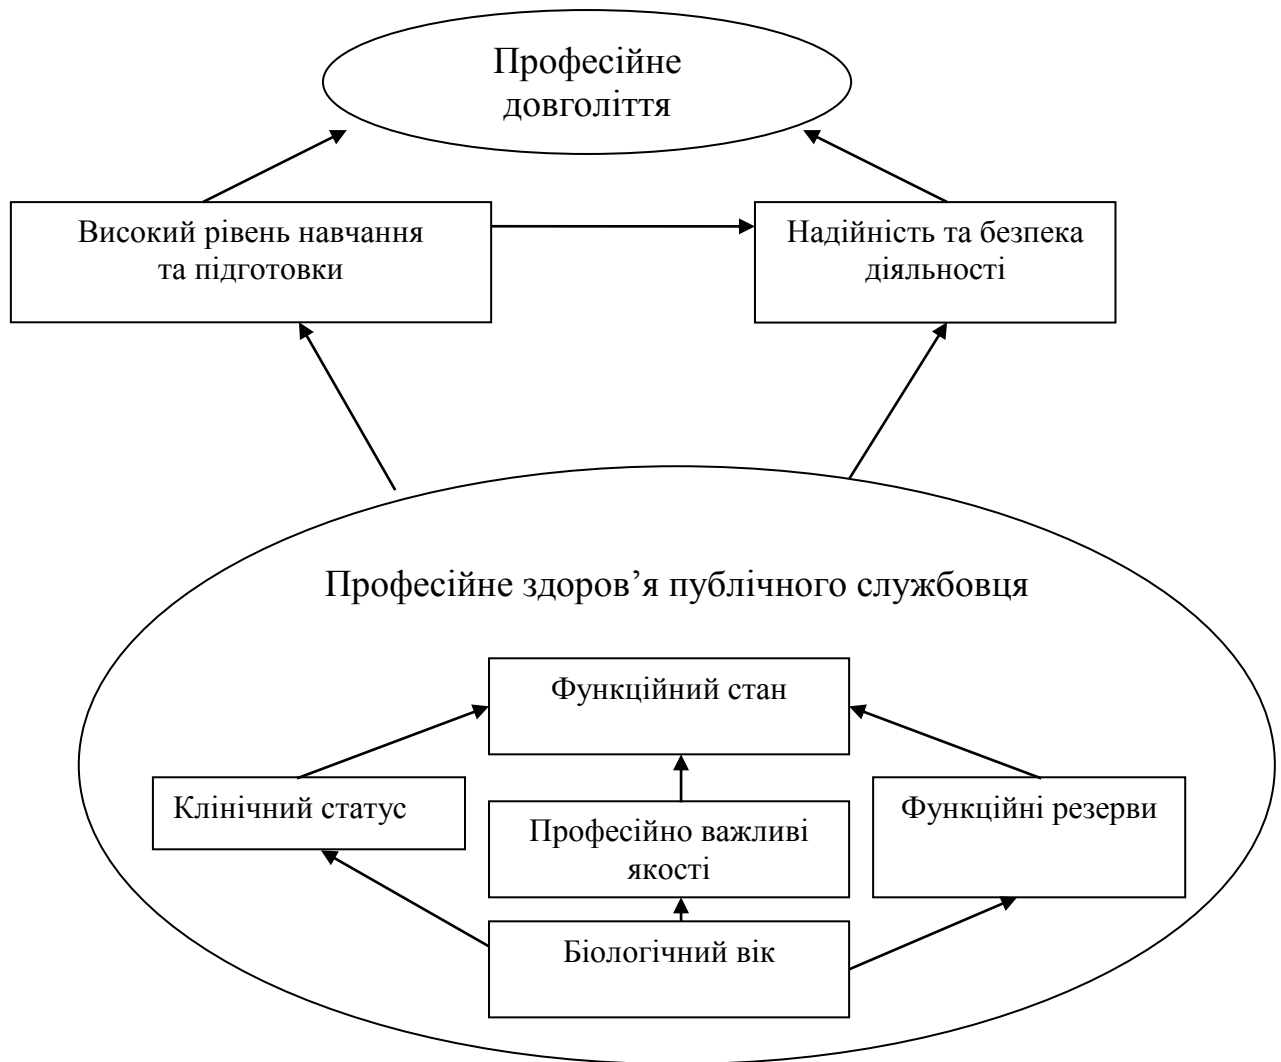 Професійне
довголіття
Високий рівень навчання
та підготовки
Надійність та безпека
діяльності
Професійне здоров’я публічного службовця
Функційний стан
Клінічний статус
Професійно важливі
якості
Функційні резерви
Біологічний вік